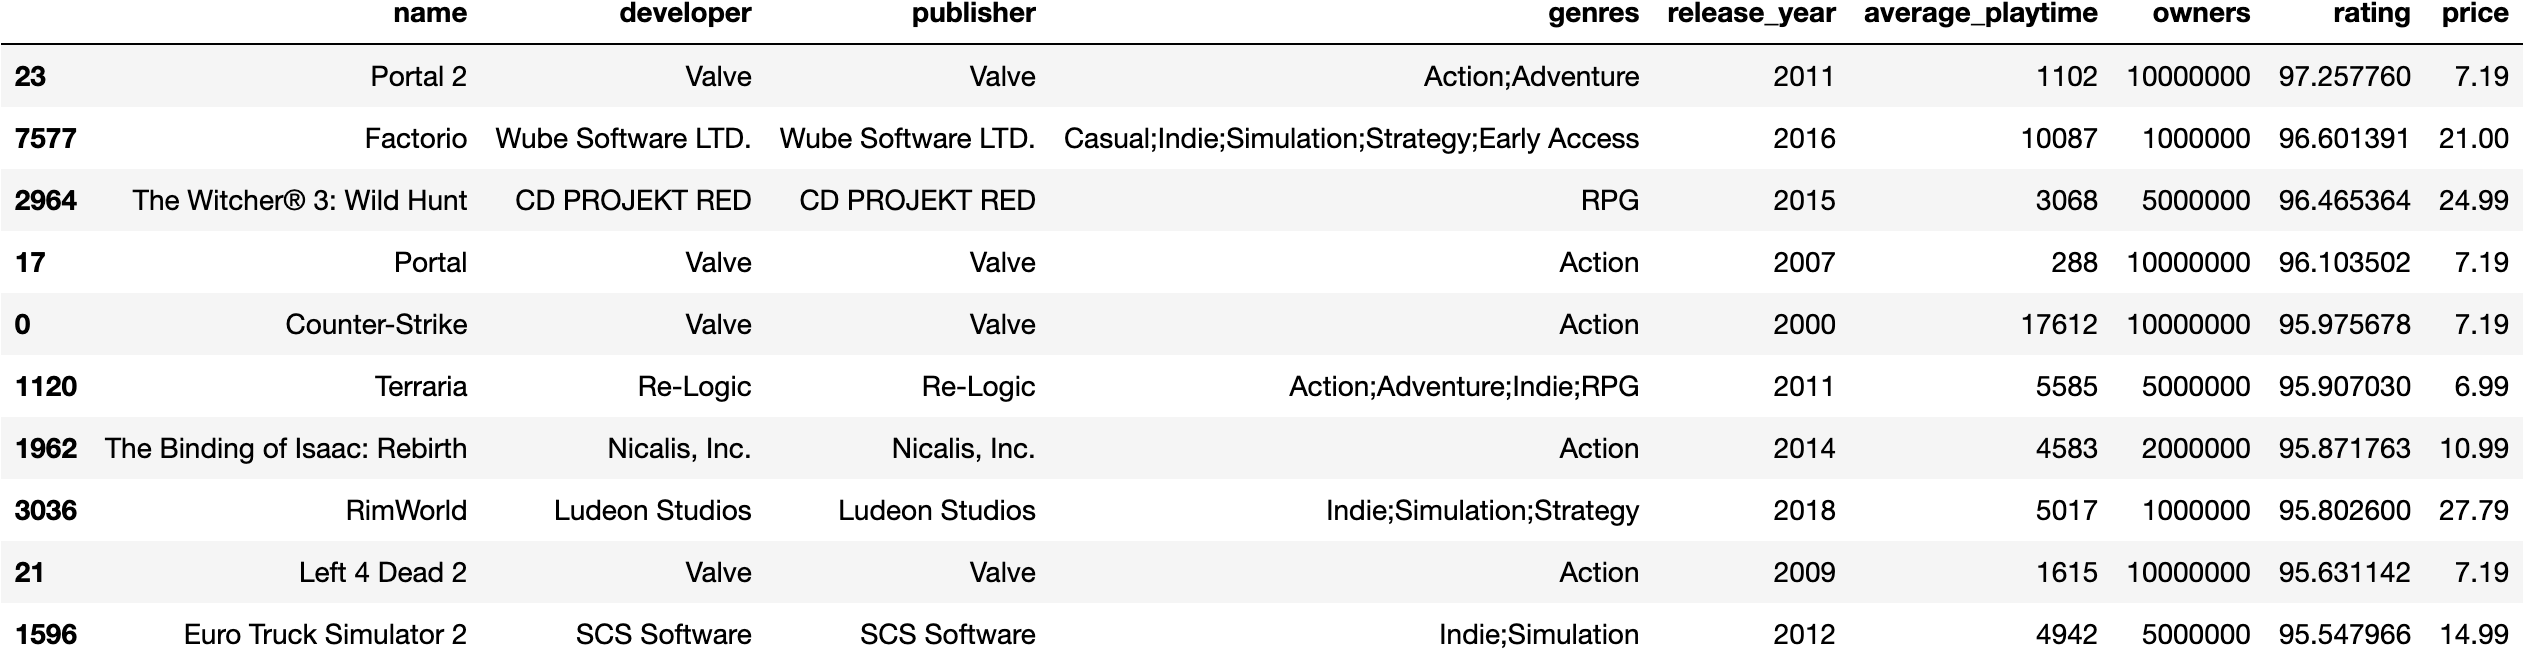 name developer publisher genres release_year average_playtime owners rating price
23 Portal 2 Valve Valve Action;Adventure 2011 1102 10000000 97.257760 7.19
7577 Factorio Wube Software LTD. Wube Software LTD. Casual;Indie;Simulation;Strategy;Early Access 2016 10087 1000000 96.601391 21.00
2964 The Witcher® 3: Wild Hunt CD PROJEKT RED CD PROJEKT RED RPG 2015 3068 5000000 96.465364 24.99
17 Portal Valve Valve Action 2007 288 10000000 96.103502 7.19
0 Counter-Strike Valve Valve Action 2000 17612 10000000 95.975678 7.19
1120 Terraria Re-Logic Re-Logic Action;Adventure;Indie;RPG 2011 5585 5000000 95.907030 6.99
1962 The Binding of Isaac: Rebirth Nicalis, Inc. Nicalis, Inc. Action 2014 4583 2000000 95.871763 10.99
3036 RimWorld Ludeon Studios Ludeon Studios Indie;Simulation;Strategy 2018 5017 1000000 95.802600 27.79
21 Left 4 Dead 2 Valve Valve Action 2009 1615 10000000 95.631142 7.19
1596 Euro Truck Simulator 2 SCS Software SCS Software Indie;Simulation 2012 4942 5000000 95.547966 14.99